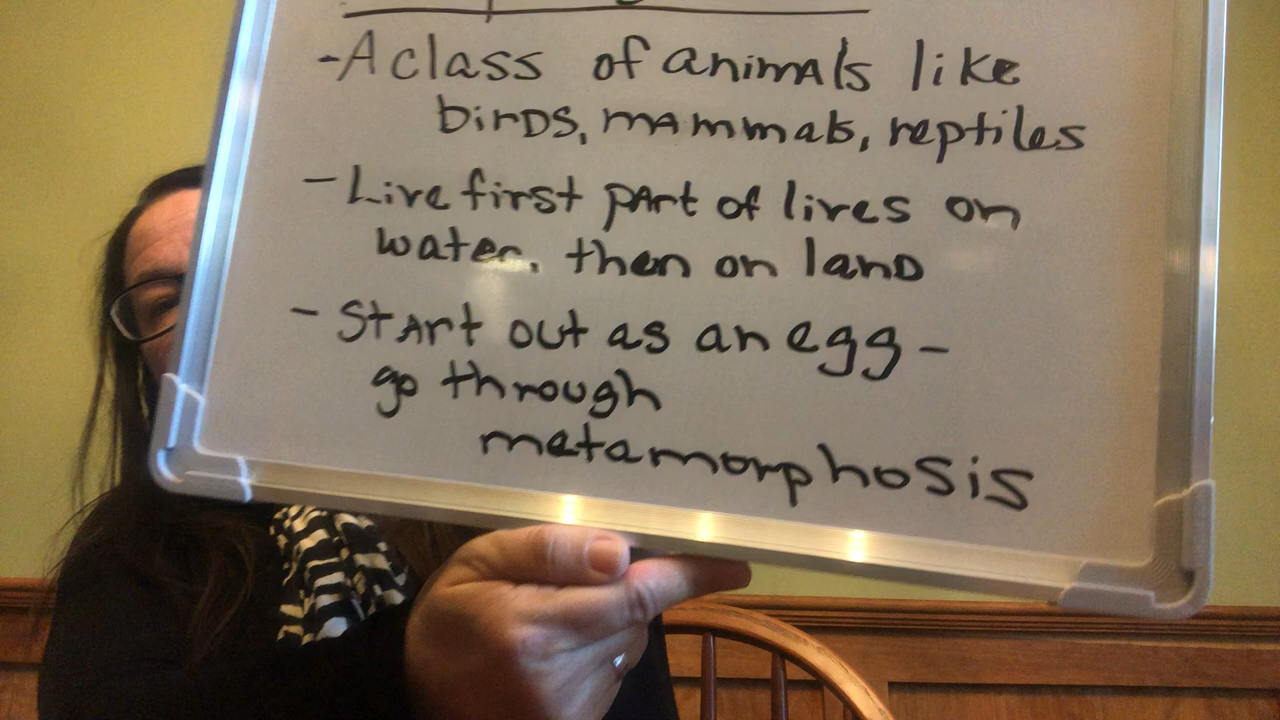 - A class of animals like
birds, mammals, reptiles
- Live first part of lives on
water, then on land
- Start out as an egg -
go through
metamorphosis